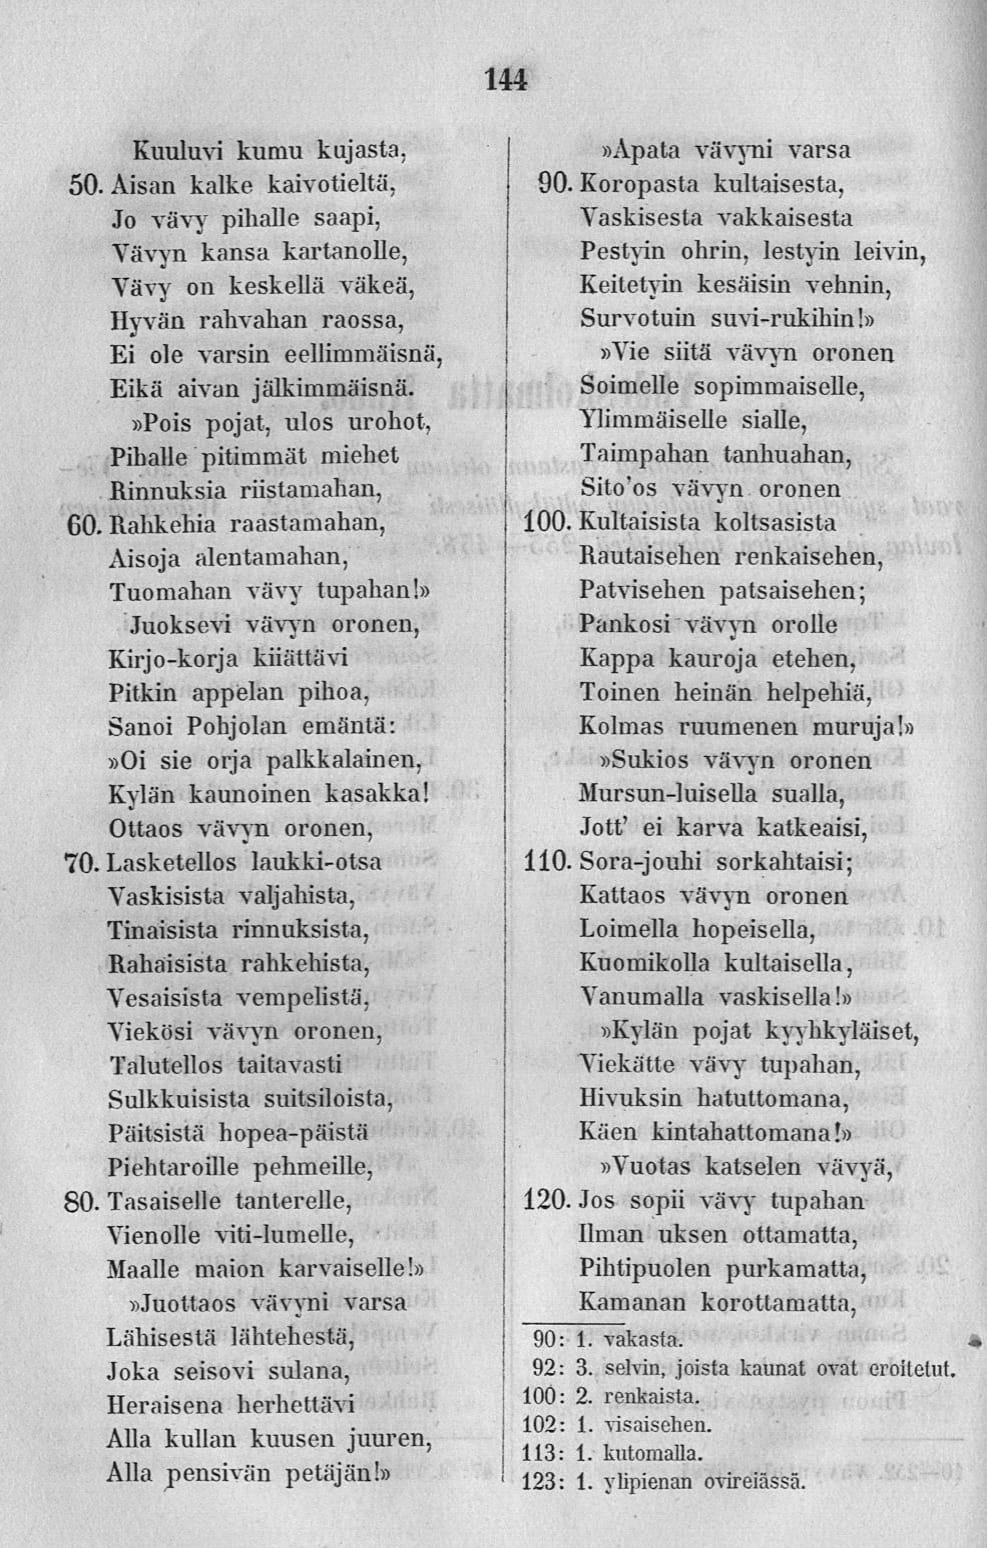 144
Kuuluvi kumu kujasta,
50. Aisan kalke kaivotieltä,
Jo vävy pihalle saapi,
Vävyn kansa kartanolle,
Vävy on keskellä väkeä,
Hyvän rahvahan raossa,
Ei ole varsin eellimmäisnä,
Eikä aivan jälkimmäisnä.
»Pois pojat, ulos urohot,
Pihalle pitimmät miehet
Rinnuksia riistamahan,
60. Rahkehia raastamahan,
Aisoja alentamahan,
Tuomahan vävy tupahan!»
Juoksevi vävyn oronen,
Kirjo-korja kiiättävi
Pitkin appelan pihoa,
Sanoi Pohjolan emäntä:
»Oi sie orja palkkalainen,
Kylän kaunoinen kasakka!
Ottaos vävyn oronen,
70. Lasketellos laukki-otsa
Vaskisista valjahista,
Tinaisista rinnuksista,
Rahaisista rahkehista,
Vesaisista vempelistä,
Viekösi vävyn oronen,
Talutellos taitavasti
Sulkkuisista suitsiloista,
Päitsistä hopea-päistä
Piehtaroille pehmeille,
80. Tasaiselle tanterelle,
Vienolle viti-lumelle,
Maalle maion karvaiselle!»
»Juottaos vävyni varsa
Lähisestä lähtehestä,
Joka seisovi sulana,
Heraisena herhettävi
Alla kullan kuusen juuren,
Alla pensivän petäjän!»
»Apata vävyni varsa
90. Koropasta kultaisesta,
Vaskisesta vakkaisesta
Pestyin ohrin, lestyin leivin,
Keitetyin kesäisin vehnin,
Survotuin suvi-rukihin!»
»Vie siitä vävyn oronen
Soimelle sopimmaiselle,
Ylimmäiselle sialle,
Taimpahan tanhuahan,
Sito'os vävyn oronen
100. Kultaisista koltsasista
Rautaisehen renkaisehen,
Patvisehen patsaisehen;
Pankosi vävyn orolle
Kappa kauroja etehen,
Toinen heinän helpehiä,
Kolmas ruumenen muruja!»
»Sukios vävyn oronen
Mursun-luisella sualla,
Jott' ei karva katkeaisi,
110. Sora-jouhi sorkahtaisi;
Kattaos vävyn oronen
Loimella hopeisella,
Kuomikolla kultaisella,
Vanumalla vaskisella!»
»Kylän pojat kyyhkyläiset,
Viekätte vävy tupahan,
Hivuksin hatuttomana,
Käen kintahattomana!»
»Vuotas katselen vävyä,
120. Jos sopii vävy tupahan
Ilman uksen ottamatta,
Pihtipuolen purkamatta,
Kamanan korottamatta,
90: 1. vakasta.
92: 3. selvin, joista kaunat ovat eroitetut.
100: 2. renkaista.
102: 1. visaisehen.
113: 1. kutomalla.
123: 1. ylipienan ovireiässä.